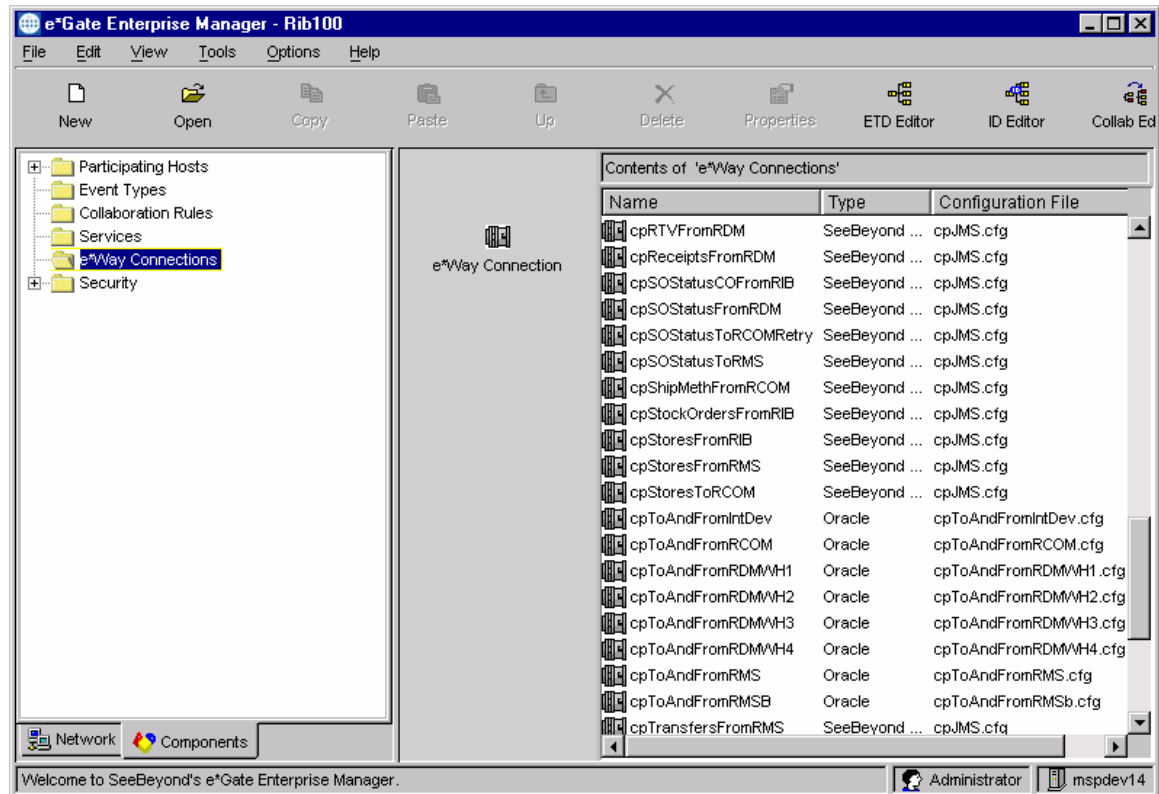 e*Gate Enterprise Manager - Rib100
File Edit View Tools Options Help
New Open Copy Paste Up Delete Properties ETD Editor ID Editor Collab Ed
Participating Hosts
Event Types
Collaboration Rules
Services
e*Way Connections
Security
Network Components
e*Way Connection
Contents of 'e*Way Connections'
Name Type Configuration File
cpRTVFromRDM SeeBeyond ... cpJMS.cfg
cpReceiptsFromRDM SeeBeyond ... cpJMS.cfg
cpSOStatusCOFromRIB SeeBeyond ... cpJMS.cfg
cpSOStatusFromRDM SeeBeyond ... cpJMS.cfg
cpSOStatusToRCOMRetry SeeBeyond ... cpJMS.cfg
cpSOStatusToRMS SeeBeyond ... cpJMS.cfg
cpShipMethFromRCOM SeeBeyond ... cpJMS.cfg
cpStockOrdersFromRIB SeeBeyond ... cpJMS.cfg
cpStoresFromRIB SeeBeyond ... cpJMS.cfg
cpStoresFromRMS SeeBeyond ... cpJMS.cfg
cpStoresToRCOM SeeBeyond ... cpJMS.cfg
cpToAndFromIntDev Oracle cpToAndFromIntDev.cfg
cpToAndFromRCOM Oracle cpToAndFromRCOM.cfg
cpToAndFromRDMWH1 Oracle cpToAndFromRDMWH1.cfg
cpToAndFromRDMWH2 Oracle cpToAndFromRDMWH2.cfg
cpToAndFromRDMWH3 Oracle cpToAndFromRDMWH3.cfg
cpToAndFromRDMWH4 Oracle cpToAndFromRDMWH4.cfg
cpToAndFromRMS Oracle cpToAndFromRMS.cfg
cpToAndFromRMSB Oracle cpToAndFromRMSb.cfg
cpTransfersFromRMS SeeBeyond ... cpJMS.cfg
Welcome to SeeBeyond's e*Gate Enterprise Manager. Administrator mspdev14